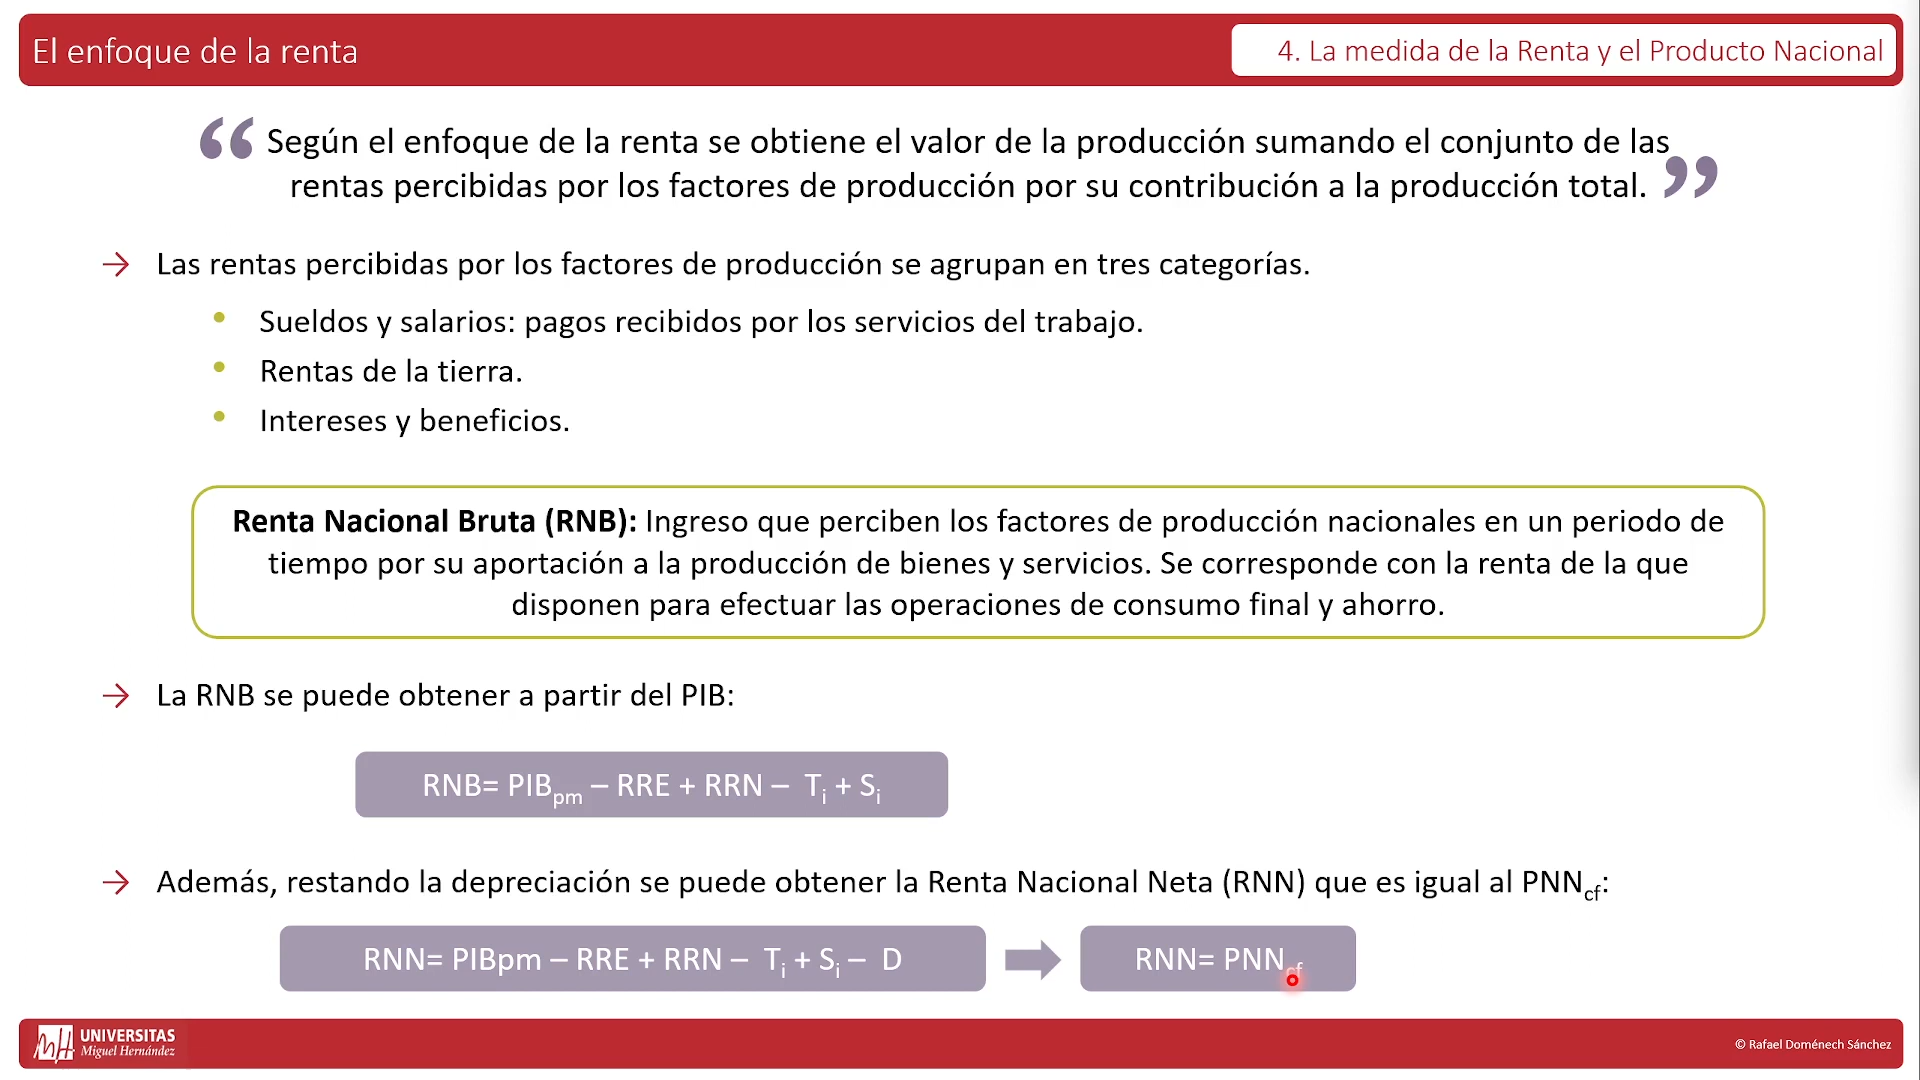 El enfoque de la renta
4. La medida de la Renta y el Producto Nacional
“ Según el enfoque de la renta se obtiene el valor de la producción sumando el conjunto de las
rentas percibidas por los factores de producción por su contribución a la producción total. ”
→ Las rentas percibidas por los factores de producción se agrupan en tres categorías.
• Sueldos y salarios: pagos recibidos por los servicios del trabajo.
• Rentas de la tierra.
• Intereses y beneficios.
Renta Nacional Bruta (RNB): Ingreso que perciben los factores de producción nacionales en un periodo de
tiempo por su aportación a la producción de bienes y servicios. Se corresponde con la renta de la que
disponen para efectuar las operaciones de consumo final y ahorro.
→ La RNB se puede obtener a partir del PIB:
RNB= PIBpm – RRE + RRN – Ti + Si
→ Además, restando la depreciación se puede obtener la Renta Nacional Neta (RNN) que es igual al PNNcf:
RNN= PIBpm – RRE + RRN – Ti + Si – D
RNN= PNNcf
UNIVERSITAS
Miguel Hernández
© Rafael Doménech Sánchez